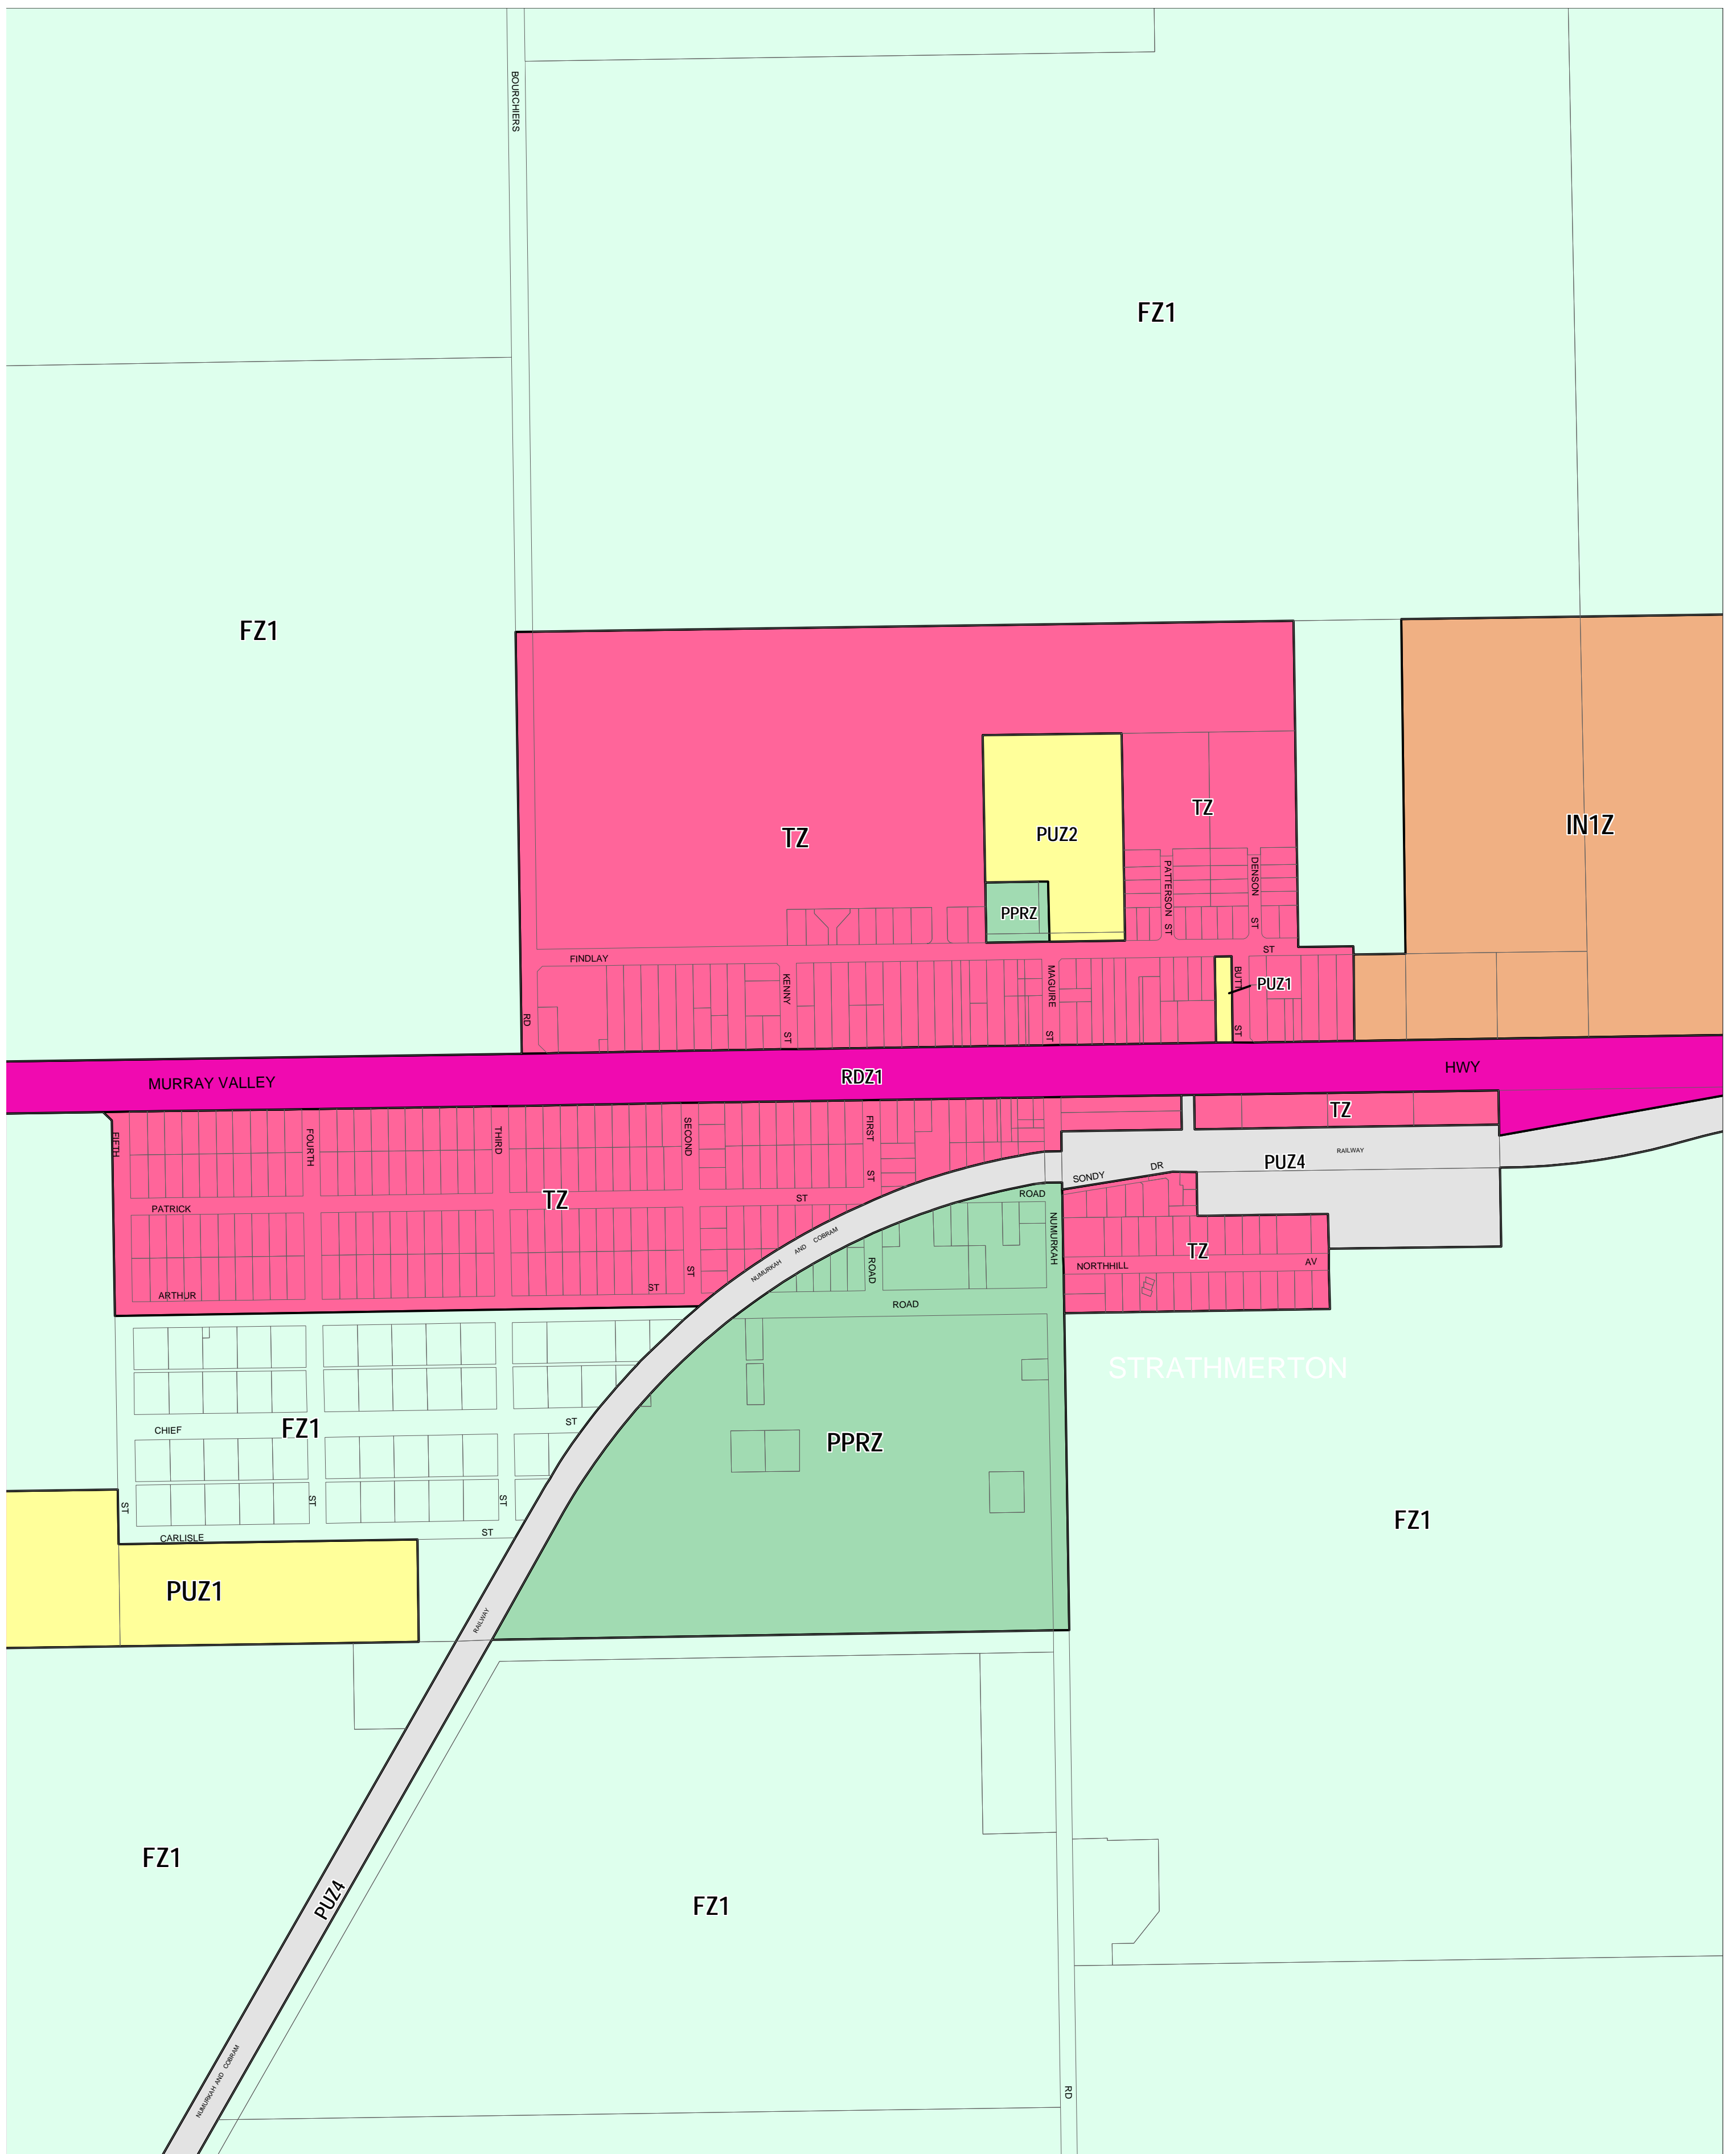 BOURCHIERS
FZ1
FZ1
TZ
TZ
PUZ2
IN1Z
PATTERSON
ST
DENSON
ST
PPRZ
FINDLAY
ST
KENNY
ST
MAGUIRE
ST
BUTT
ST
PUZ1
RD
MURRAY VALLEY
RDZ1
HWY
TZ
FIFTH
FOURTH
THIRD
SECOND
FIRST
ST
RAILWAY
PUZ4
SONDY
DR
TZ
ST
ROAD
PATRICK
NUMURKAH
NUMURKAH AND COBRAM
TZ
NORTHHILL
AV
ROAD
ST
ST
ARTHUR
ROAD
STRATHMERTON
CHIEF
FZ1
ST
PPRZ
ST
ST
ST
FZ1
CARLISLE
ST
PUZ1
RAILWAY
FZ1
PUZ4
FZ1
NUMURKAH AND COBRAM
RD